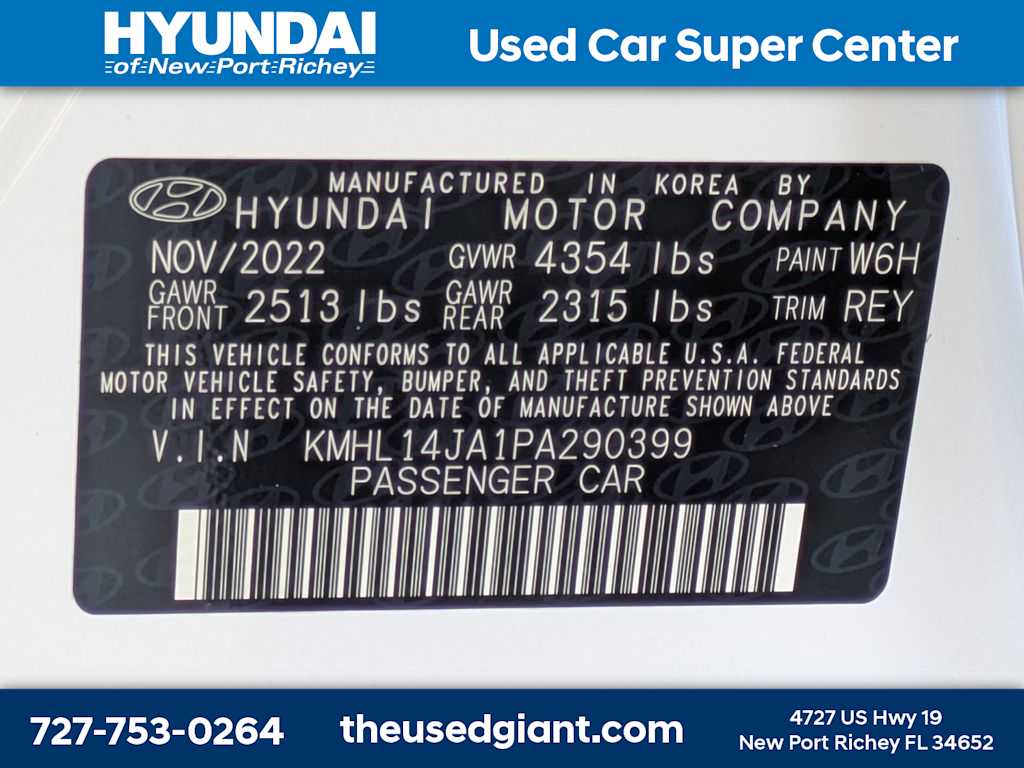 HYUNDAI
of New Port Richey
Used Car Super Center
MANUFACTURED IN KOREA BY
HYUNDAI MOTOR COMPANY
NOV/2022 GVWR 4354 lbs PAINT W6H
GAWR FRONT 2513 lbs GAWR REAR 2315 lbs TRIM REY
THIS VEHICLE CONFORMS TO ALL APPLICABLE U.S.A. FEDERAL
MOTOR VEHICLE SAFETY, BUMPER, AND THEFT PREVENTION STANDARDS
IN EFFECT ON THE DATE OF MANUFACTURE SHOWN ABOVE
V.I.N KMHL14JA1PA290399
PASSENGER CAR
727-753-0264
theusedgiant.com
4727 US Hwy 19
New Port Richey FL 34652